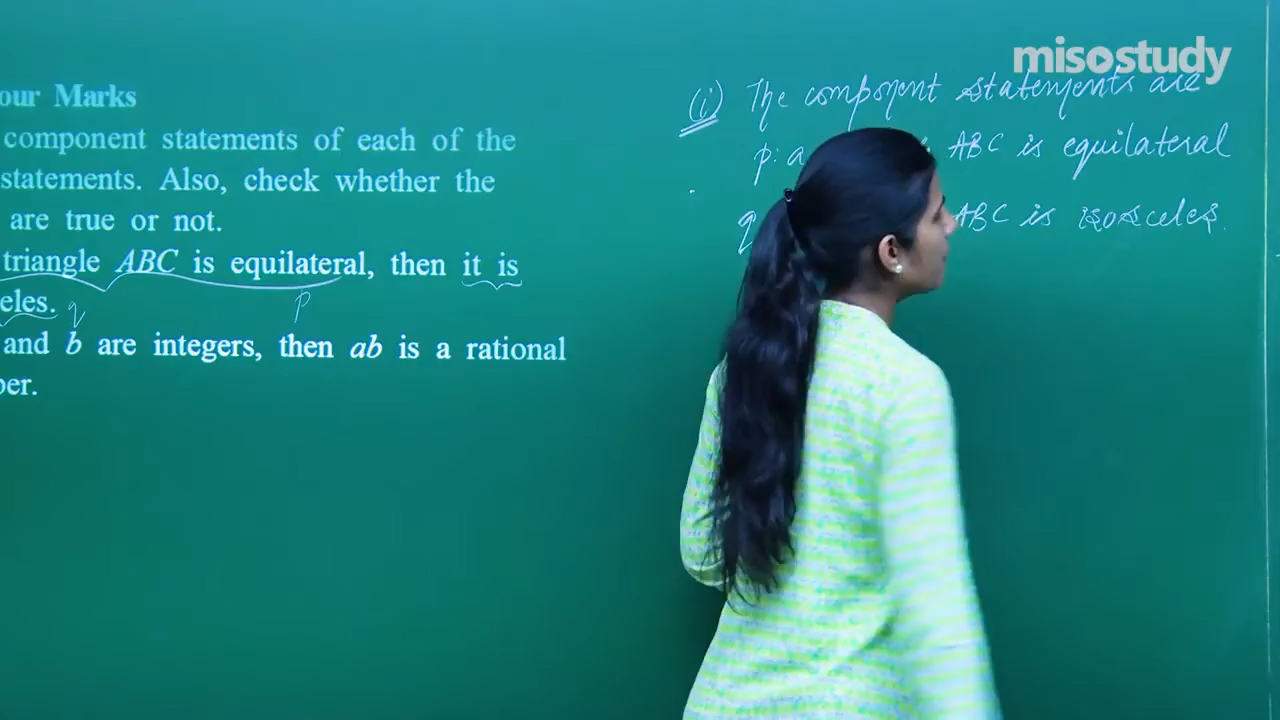 misostudy
our Marks
component statements of each of the
statements. Also, check whether the
are true or not.
triangle ABC is equilateral, then it is
eles. q p
and b are integers, then ab is a rational
ber.
(i) The component statements are
p: a ABC is equilateral
q ABC is isosceles.